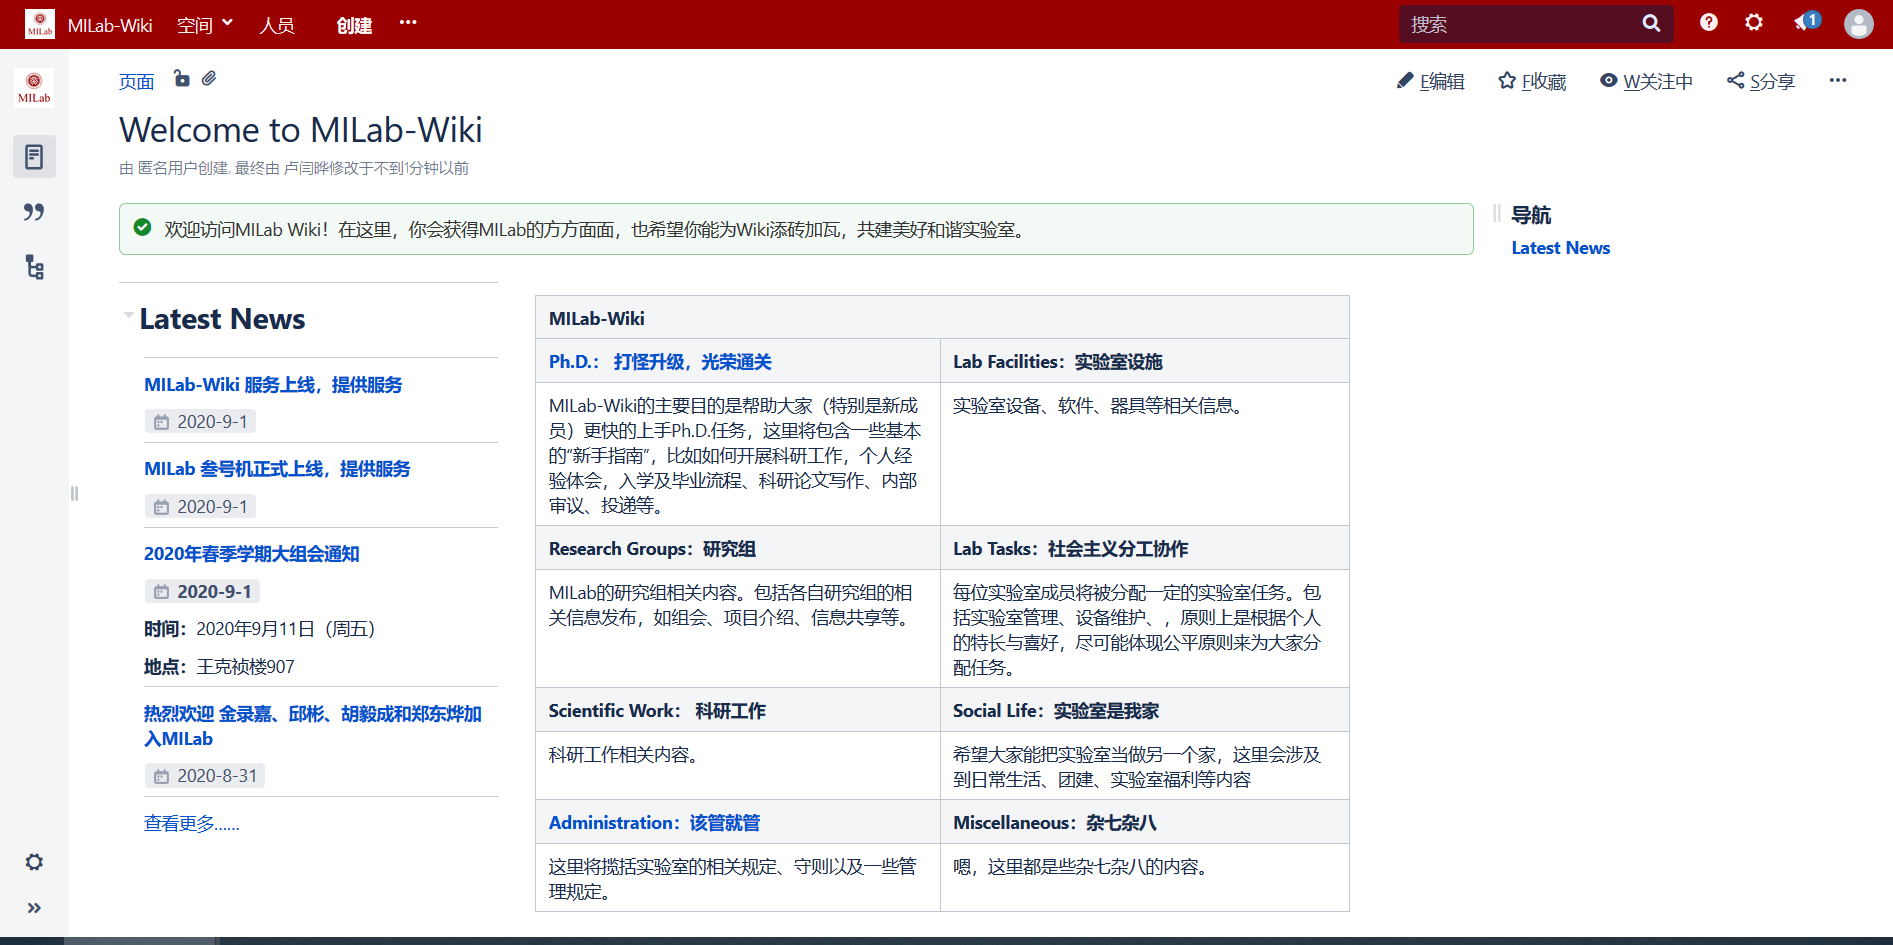 MILab
MILab-Wiki
空间
人员
创建
搜索
1
MILab
页面
E编辑
F收藏
W关注中
S分享
Welcome to MILab-Wiki
由 匿名用户创建, 最终由 卢闫晔修改于不到1分钟以前
欢迎访问MILab Wiki！在这里，你会获得MILab的方方面面，也希望你能为Wiki添砖加瓦，共建美好和谐实验室。
导航
Latest News
Latest News
MILab-Wiki 服务上线，提供服务
2020-9-1
MILab 叁号机正式上线，提供服务
2020-9-1
2020年春季学期大组会通知
2020-9-1
时间：2020年9月11日（周五）
地点：王克祯楼907
热烈欢迎 金录嘉、邱彬、胡毅成和郑东烨加
入MILab
2020-8-31
查看更多......
MILab-Wiki
Ph.D.： 打怪升级，光荣通关
Lab Facilities：实验室设施
MILab-Wiki的主要目的是帮助大家（特别是新成
员）更快的上手Ph.D.任务，这里将包含一些基本
的“新手指南”，比如如何开展科研工作，个人经
验体会，入学及毕业流程、科研论文写作、内部
审议、投递等。
实验室设备、软件、器具等相关信息。
Research Groups：研究组
Lab Tasks：社会主义分工协作
MILab的研究组相关内容。包括各自研究组的相
关信息发布，如组会、项目介绍、信息共享等。
每位实验室成员将被分配一定的实验室任务。包
括实验室管理、设备维护、，原则上是根据个人
的特长与喜好，尽可能体现公平原则来为大家分
配任务。
Scientific Work： 科研工作
Social Life：实验室是我家
科研工作相关内容。
希望大家能把实验室当做另一个家，这里会涉及
到日常生活、团建、实验室福利等内容
Administration：该管就管
Miscellaneous：杂七杂八
这里将揽括实验室的相关规定、守则以及一些管
理规定。
嗯，这里都是些杂七杂八的内容。